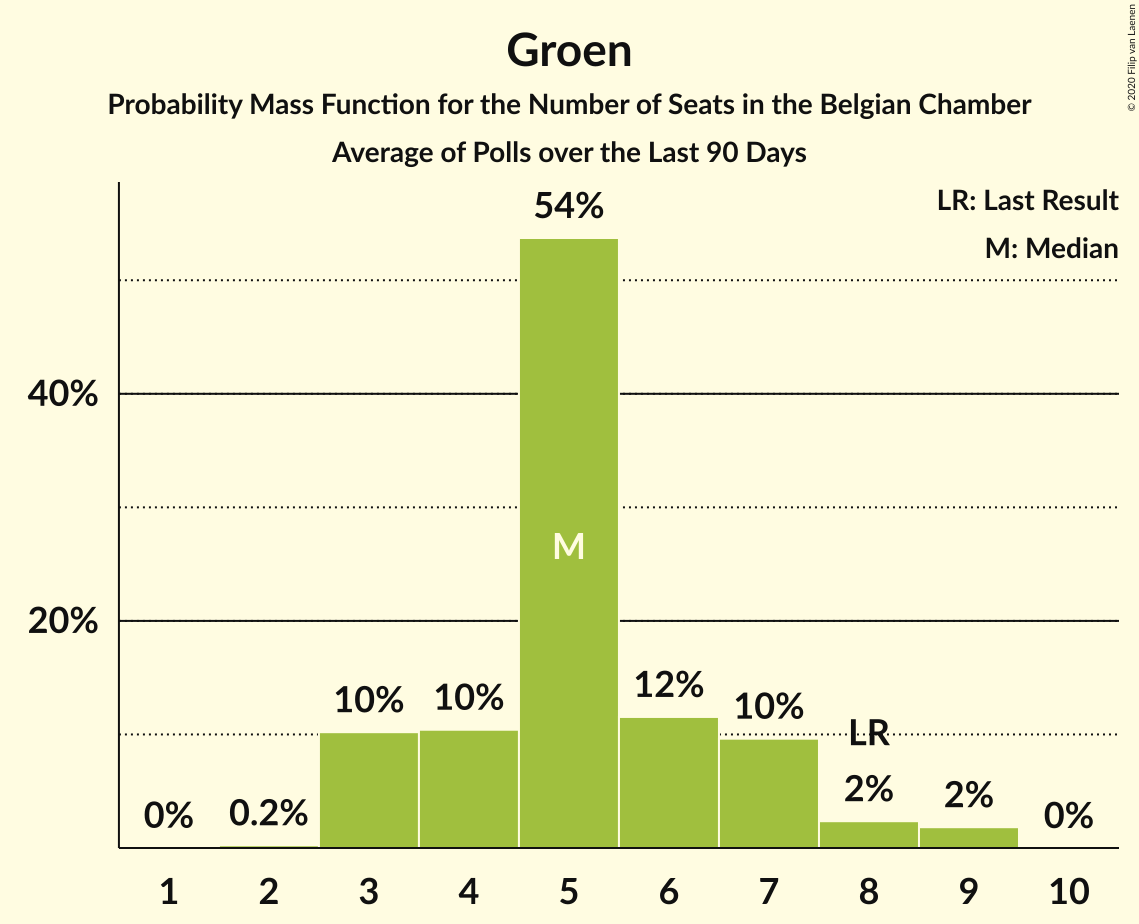 © 2020 Filip van Laenen
Groen
Probability Mass Function for the Number of Seats in the Belgian Chamber
Average of Polls over the Last 90 Days
LR: Last Result
M: Median
54%
40%
M
20%
10%
10%
12%
10%
LR
0%
0.2%
2%
2%
0%
1 2 3 4 5 6 7 8 9 10